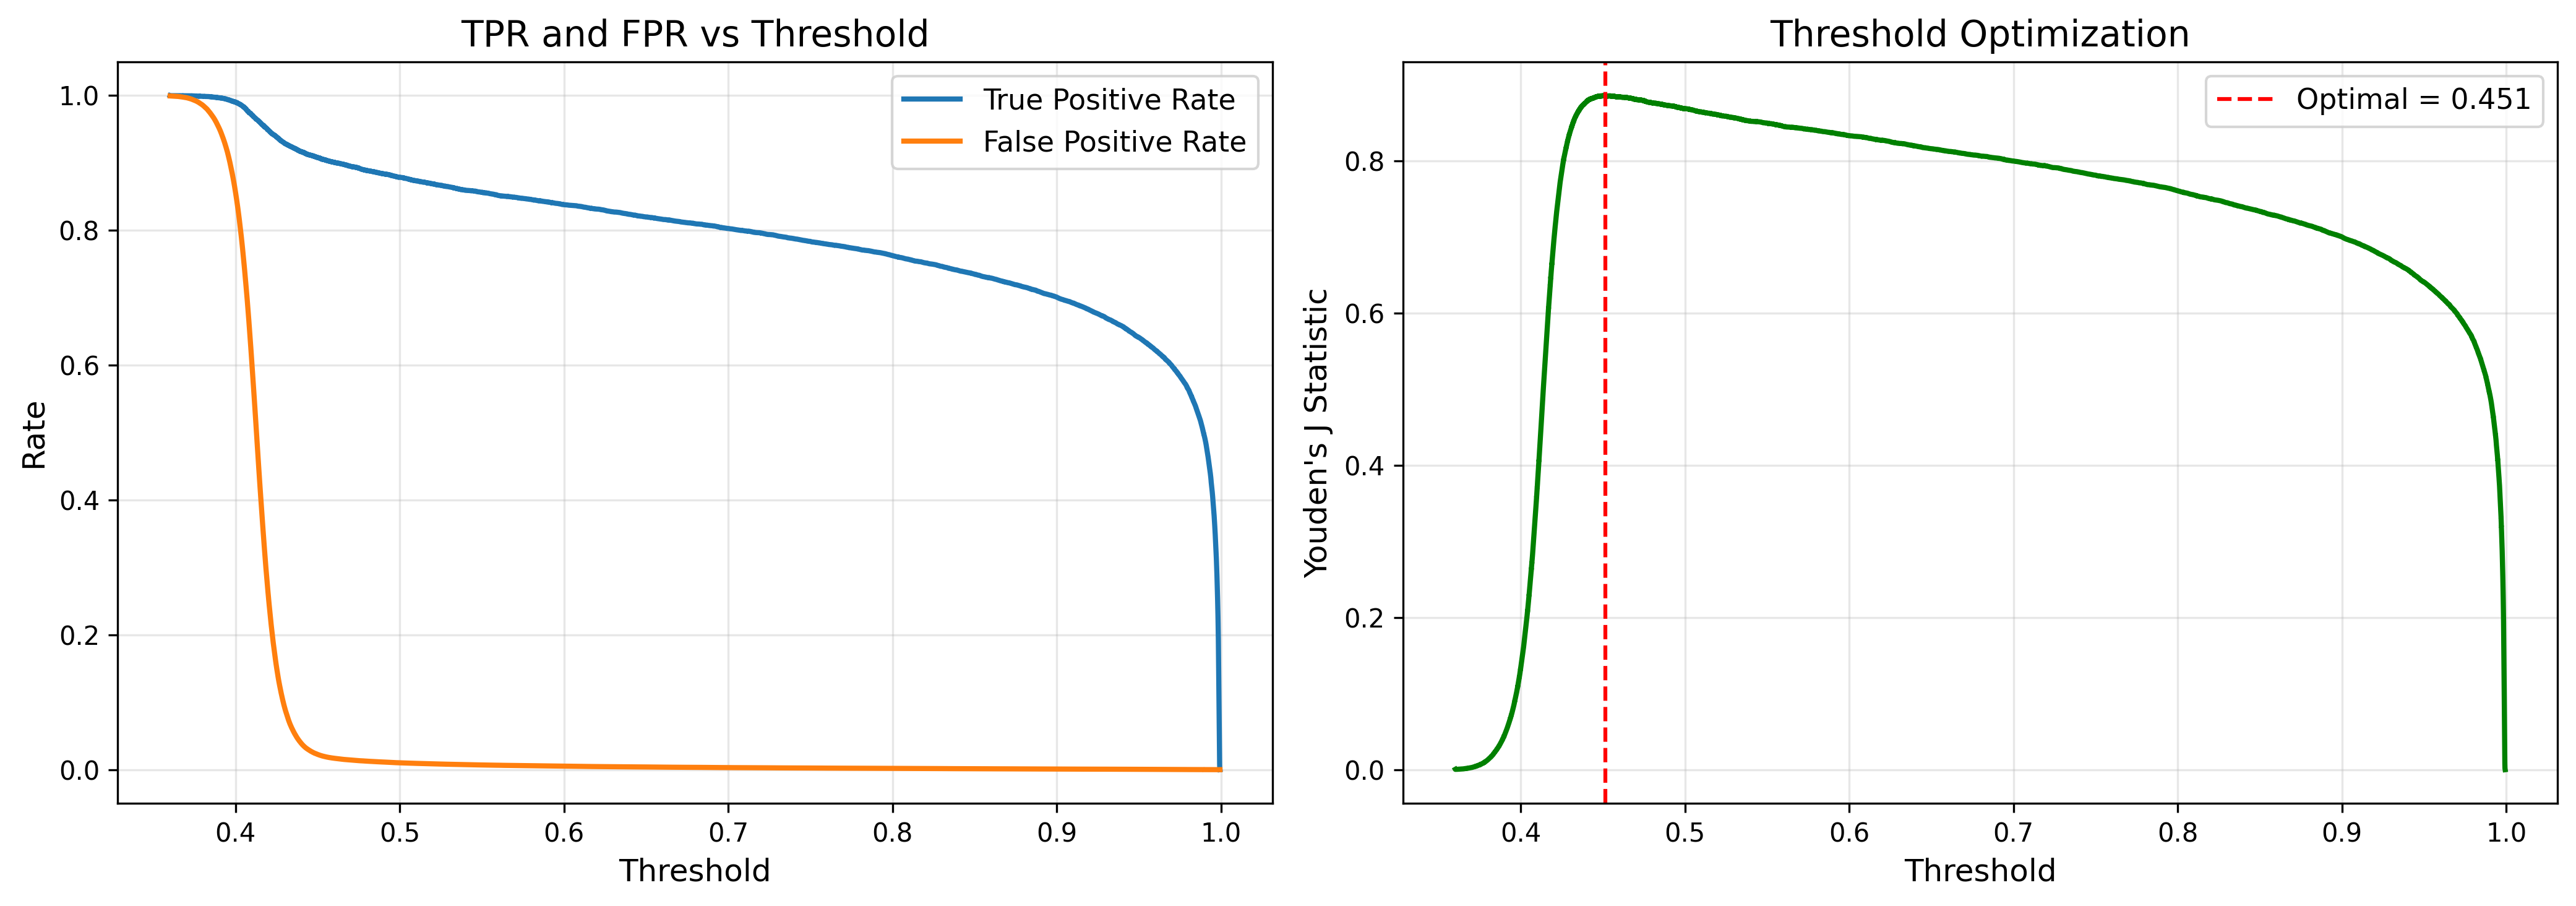 TPR and FPR vs Threshold
True Positive Rate
False Positive Rate
Rate
1.0
0.8
0.6
0.4
0.2
0.0
0.4 0.5 0.6 0.7 0.8 0.9 1.0
Threshold
Threshold Optimization
Optimal = 0.451
Youden's J Statistic
0.8
0.6
0.4
0.2
0.0
0.4 0.5 0.6 0.7 0.8 0.9 1.0
Threshold